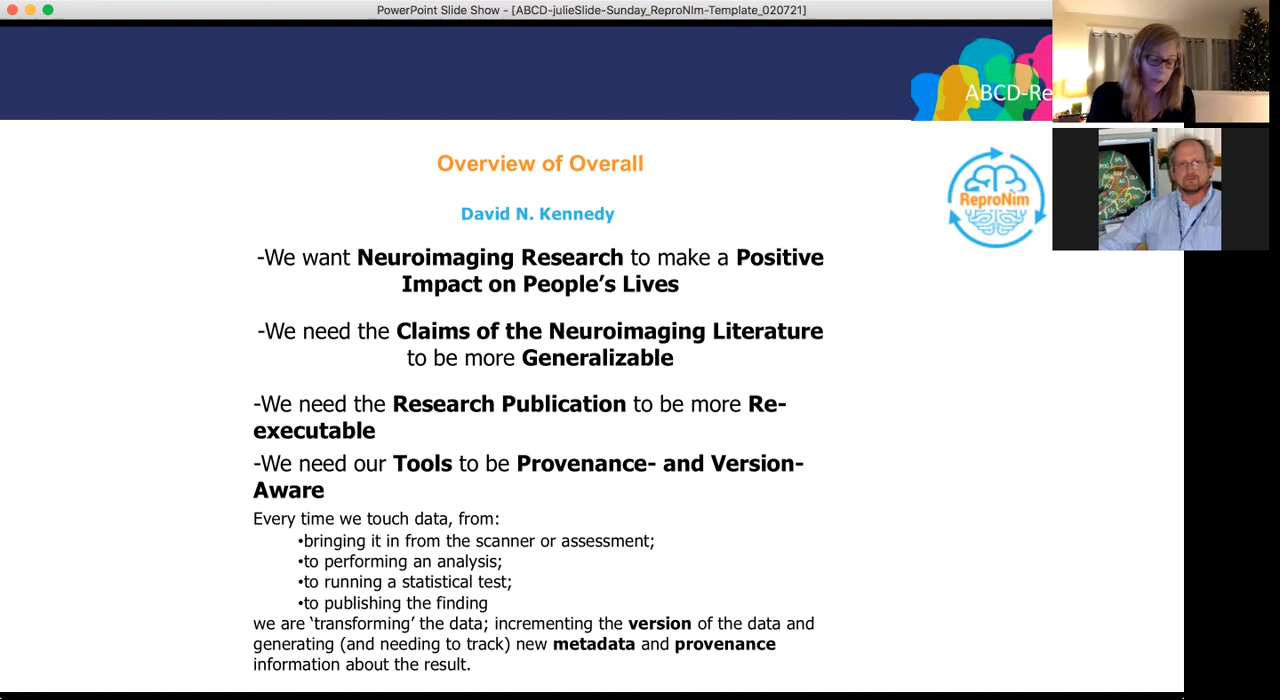 PowerPoint Slide Show - [ABCD-julieSlide-Sunday_ReproNIm-Template_020721]
ABCD-Re
Overview of Overall
ReproNim
David N. Kennedy
-We want Neuroimaging Research to make a Positive
Impact on People’s Lives
-We need the Claims of the Neuroimaging Literature
to be more Generalizable
-We need the Research Publication to be more Re-
executable
-We need our Tools to be Provenance- and Version-
Aware
Every time we touch data, from:
•bringing it in from the scanner or assessment;
•to performing an analysis;
•to running a statistical test;
•to publishing the finding
we are ‘transforming’ the data; incrementing the version of the data and
generating (and needing to track) new metadata and provenance
information about the result.